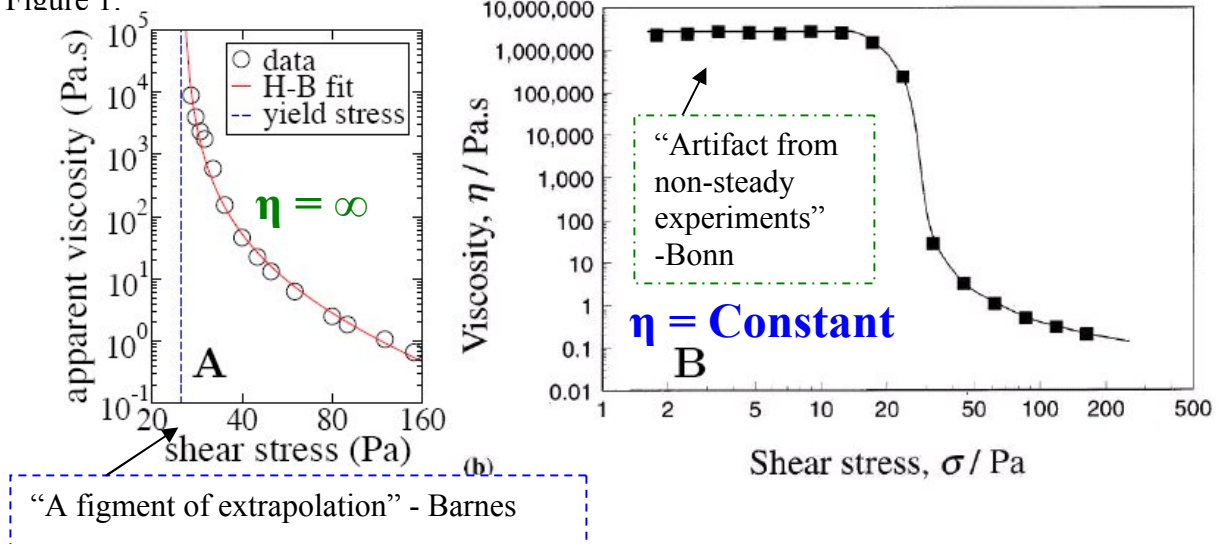 Figure 1.
apparent viscosity (Pa.s)
10^5
10^4
10^3
10^2
10^1
10^0
10^-1
data
H-B fit
yield stress
η = ∞
A
20 40 80 160
shear stress (Pa)
“A figment of extrapolation” - Barnes
Viscosity, η / Pa.s
10,000,000
1,000,000
100,000
10,000
1,000
100
10
1
0.1
0.01
“Artifact from
non-steady
experiments”
-Bonn
η = Constant
B
1 2 5 10 20 50 100 200 500
(b)
Shear stress, σ / Pa